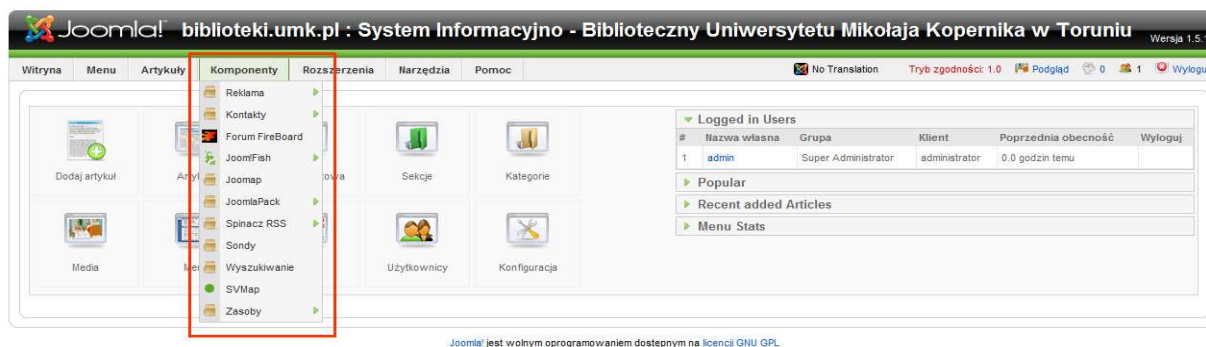 Joomla! biblioteki.umk.pl : System Informacyjno - Biblioteczny Uniwersytetu Mikołaja Kopernika w Toruniu Wersja 1.5.1
Witryna Menu Artykuły Komponenty Rozszerzenia Narzędzia Pomoc No Translation Tryb zgodności: 1.0 Podgląd 0 1 Wylogu
Reklama
Kontakty
Forum FireBoard
Joom!Fish
Joomap
JoomlaPack
Spinacz RSS
Sondy
Wyszukiwanie
SVMap
Zasoby
Dodaj artykuł Sekcje Kategorie
Media Użytkownicy Konfiguracja
Logged in Users
# Nazwa własna Grupa Klient Poprzednia obecność Wyloguj
1 admin Super Administrator administrator 0.0 godzin temu
Popular
Recent added Articles
Menu Stats
Joomla! jest wolnym oprogramowaniem dostępnym na licencji GNU GPL.